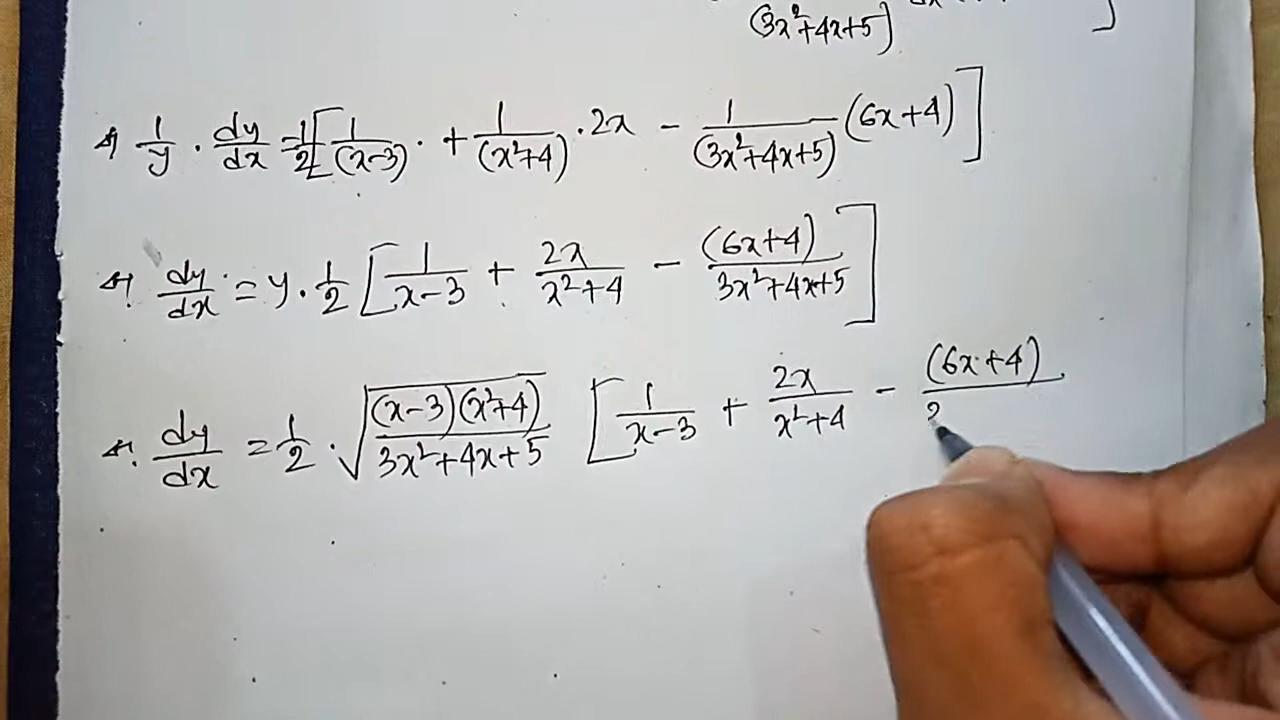 (3x²+4x+5) ]
⇒ 1/y · dy/dx = 1/2 [ 1/(x-3) · + 1/(x²+4) · 2x - 1/(3x²+4x+5) (6x+4) ]
⇒ dy/dx = y · 1/2 [ 1/(x-3) + 2x/(x²+4) - (6x+4)/(3x²+4x+5) ]
∴ dy/dx = 1/2 · √((x-3)(x²+4)/(3x²+4x+5)) [ 1/(x-3) + 2x/(x²+4) - (6x+4)/